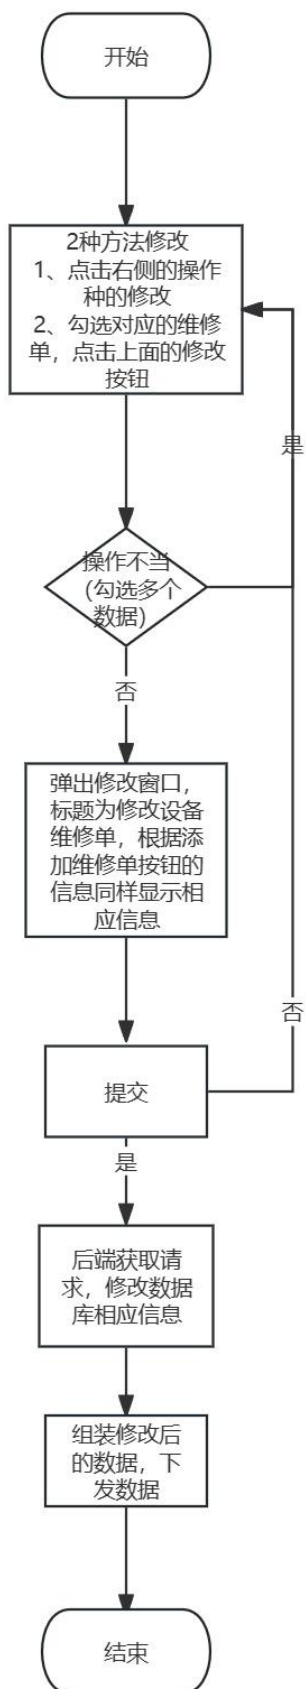 开始
2种方法修改
1、点击右侧的操作
种的修改
2、勾选对应的维修
单，点击上面的修改
按钮
是
操作不当
（勾选多个
数据）
否
弹出修改窗口，
标题为修改设备
维修单，根据添
加维修单按钮的
信息同样显示相
应信息
否
提交
是
后端获取请
求，修改数据
库相应信息
组装修改后
的数据，下
发数据
结束